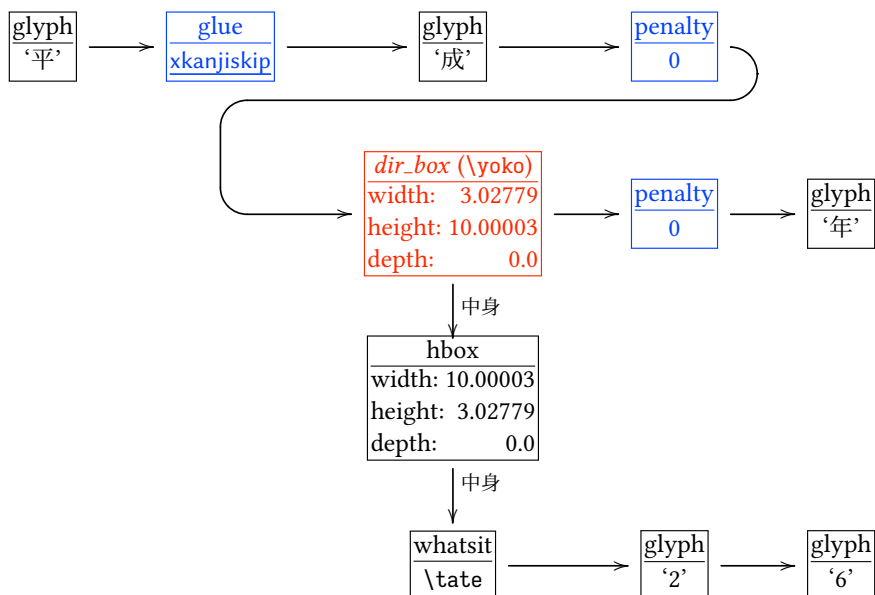 glyph
‘平’
glue
xkanjiskip
glyph
‘成’
penalty
0
dir_box (\yoko)
width: 3.02779
height: 10.00003
depth: 0.0
penalty
0
glyph
‘年’
中身
hbox
width: 10.00003
height: 3.02779
depth: 0.0
中身
whatsit
\tate
glyph
‘2’
glyph
‘6’